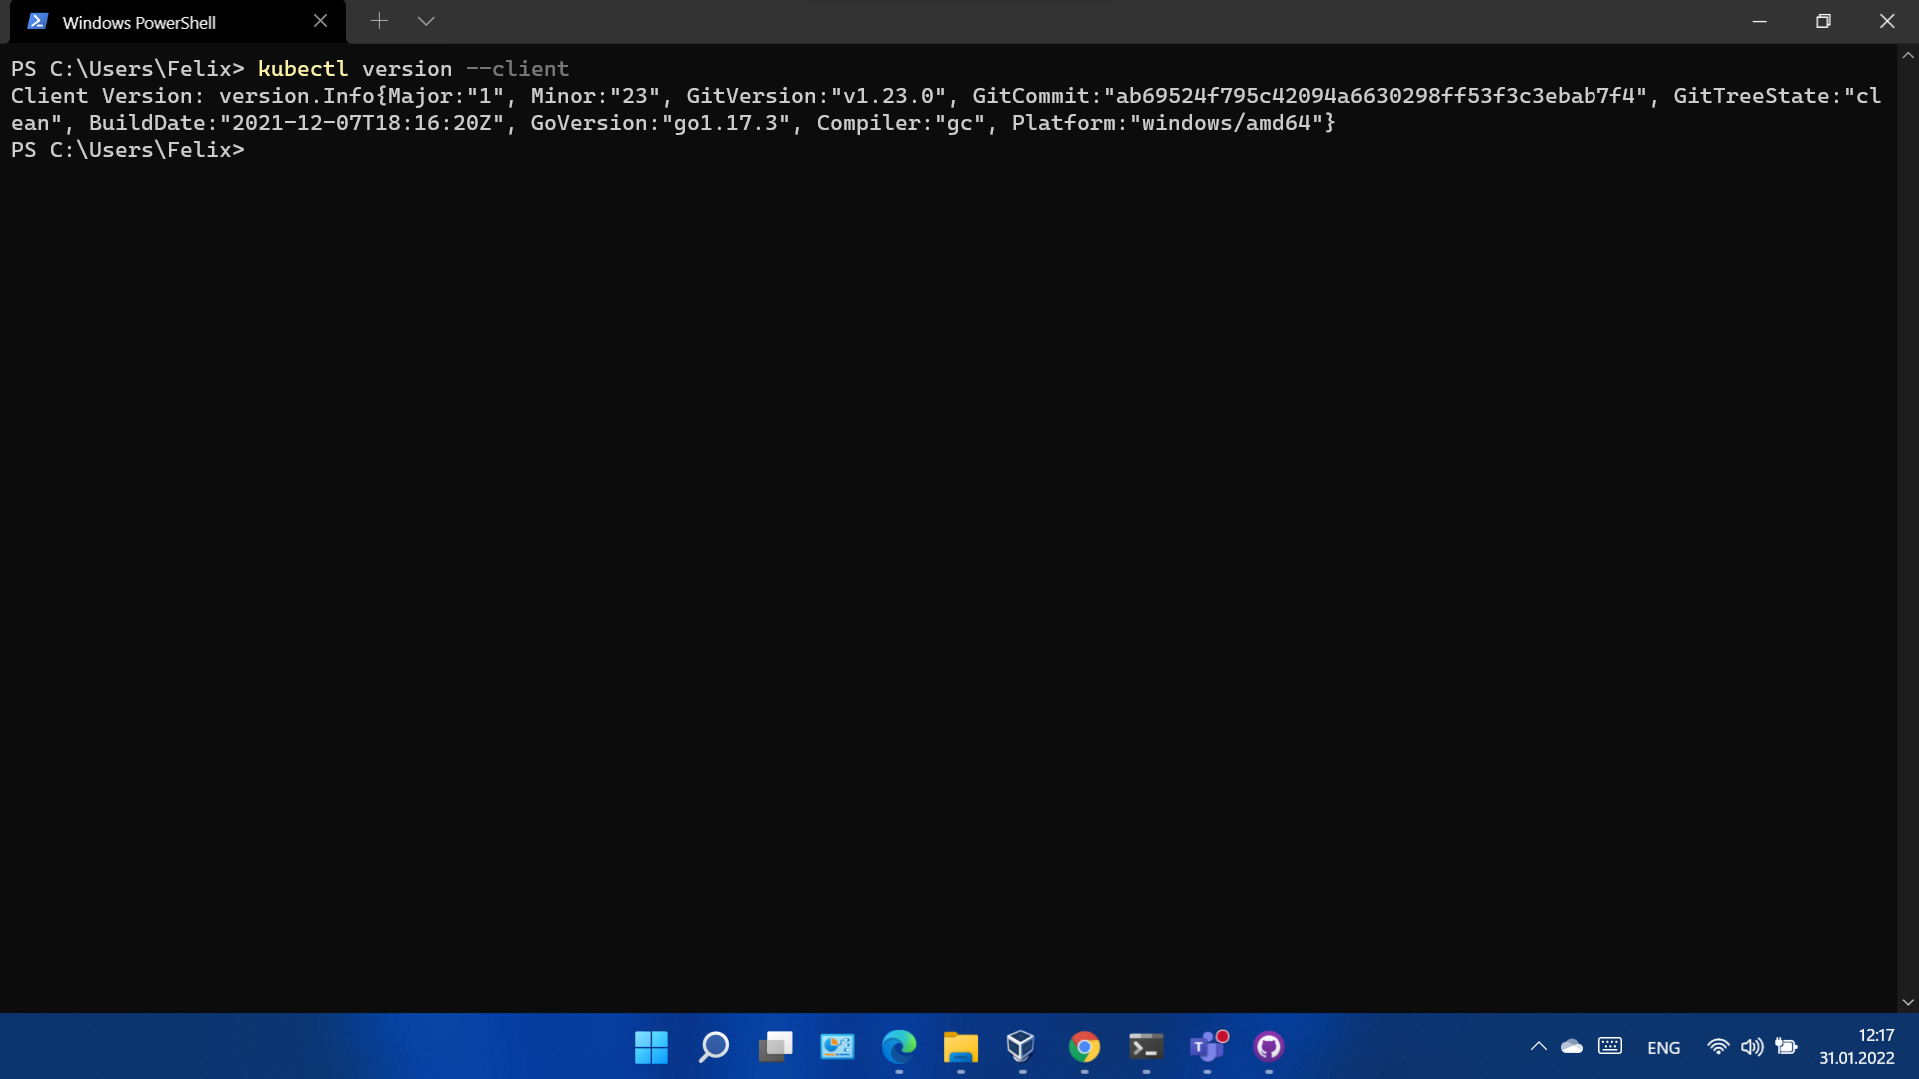 Windows PowerShell
PS C:\Users\Felix> kubectl version --client
Client Version: version.Info{Major:"1", Minor:"23", GitVersion:"v1.23.0", GitCommit:"ab69524f795c42094a6630298ff53f3c3ebab7f4", GitTreeState:"cl
ean", BuildDate:"2021-12-07T18:16:20Z", GoVersion:"go1.17.3", Compiler:"gc", Platform:"windows/amd64"}
PS C:\Users\Felix>
ENG
12:17
31.01.2022